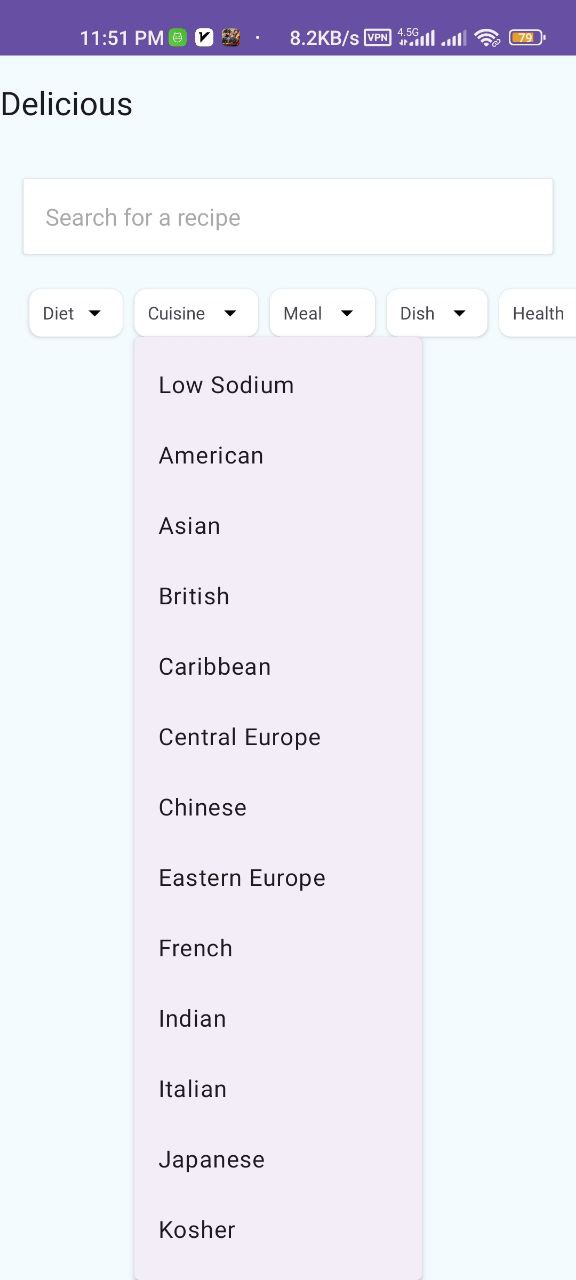 11:51 PM · 8.2KB/s VPN 4.5G 79
Delicious
Search for a recipe
Diet Cuisine Meal Dish Health
Low Sodium
American
Asian
British
Caribbean
Central Europe
Chinese
Eastern Europe
French
Indian
Italian
Japanese
Kosher